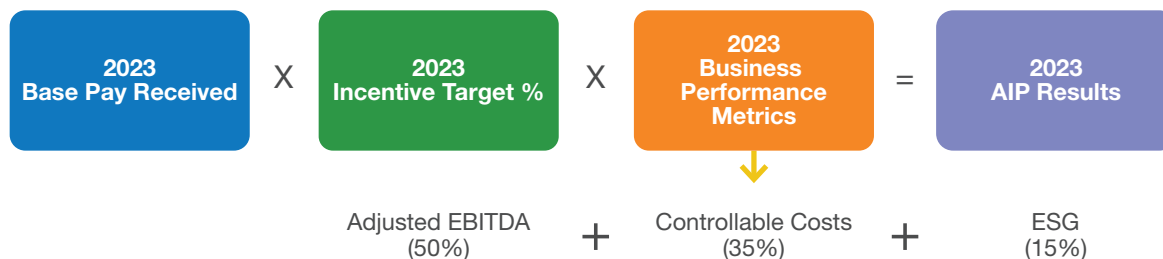 2023
Base Pay Received
X
2023
Incentive Target %
X
2023
Business
Performance
Metrics
=
2023
AIP Results
Adjusted EBITDA
(50%)
+
Controllable Costs
(35%)
+
ESG
(15%)